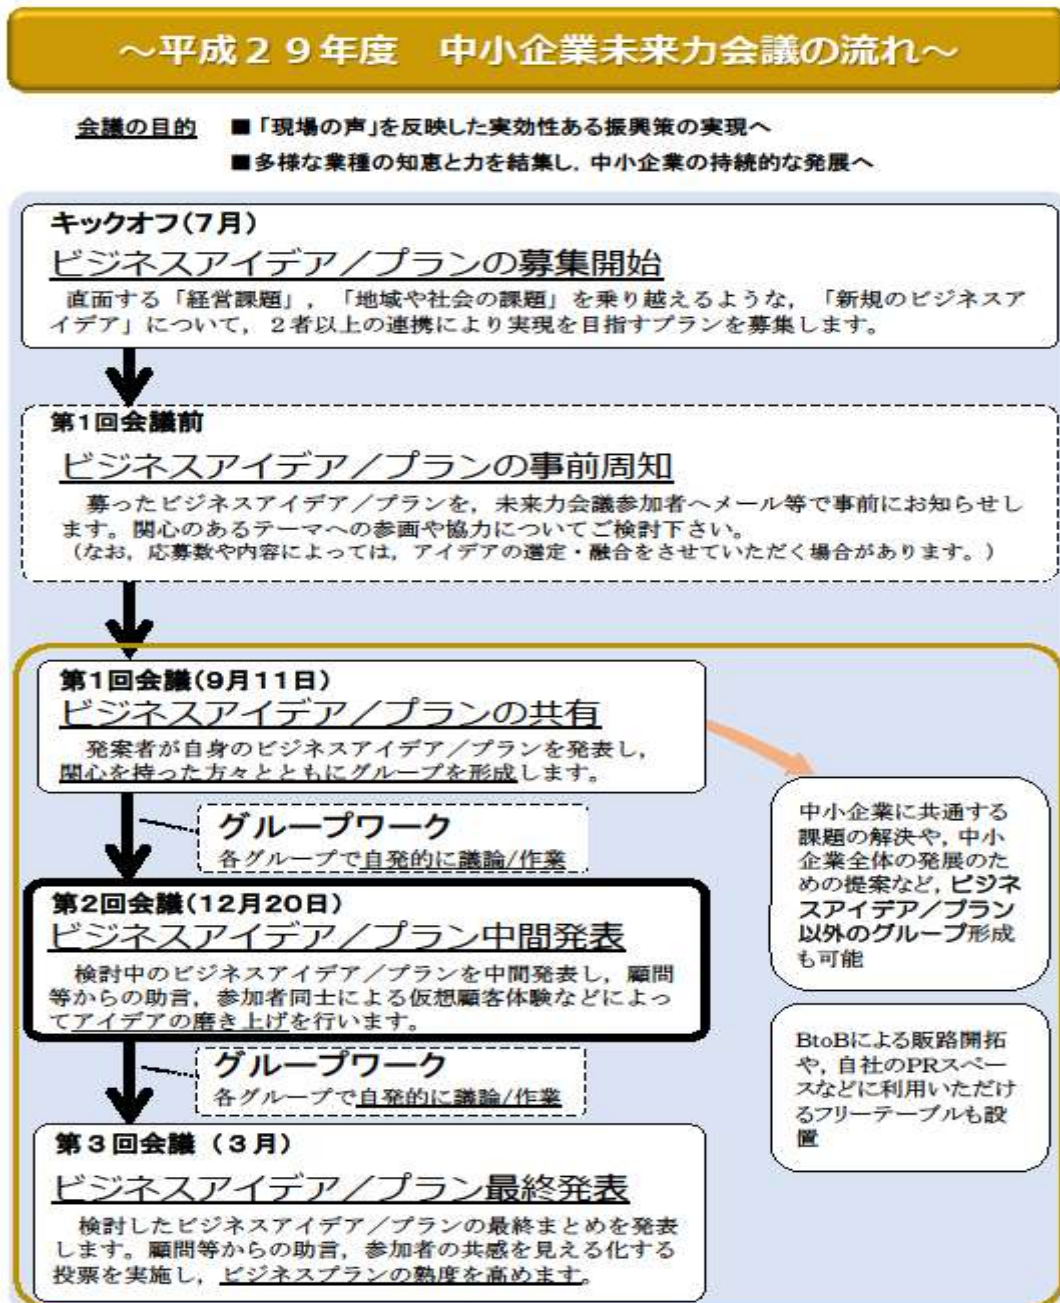 ～平成２９年度　中小企業未来力会議の流れ～
会議の目的　■「現場の声」を反映した実効性ある振興策の実現へ
■多様な業種の知恵と力を結集し，中小企業の持続的な発展へ
キックオフ(7月)
ビジネスアイデア／プランの募集開始
直面する「経営課題」，「地域や社会の課題」を乗り越えるような，「新規のビジネスア
イデア」について，２者以上の連携により実現を目指すプランを募集します。
第1回会議前
ビジネスアイデア／プランの事前周知
募ったビジネスアイデア／プランを，未来力会議参加者へメール等で事前にお知らせし
ます。関心のあるテーマへの参画や協力についてご検討下さい。
（なお，応募数や内容によっては，アイデアの選定・融合をさせていただく場合があります。）
第1回会議(9月11日)
ビジネスアイデア／プランの共有
発案者が自身のビジネスアイデア／プランを発表し，
関心を持った方々とともにグループを形成します。
グループワーク
各グループで自発的に議論/作業
第2回会議(12月20日)
ビジネスアイデア／プラン中間発表
検討中のビジネスアイデア／プランを中間発表し，顧問
等からの助言，参加者同士による仮想顧客体験などによっ
てアイデアの磨き上げを行います。
グループワーク
各グループで自発的に議論/作業
第３回会議（３月）
ビジネスアイデア／プラン最終発表
検討したビジネスアイデア／プランの最終まとめを発表
します。顧問等からの助言，参加者の共感を見える化する
投票を実施し，ビジネスプランの熟度を高めます。
中小企業に共通する
課題の解決や，中小
企業全体の発展のた
めの提案など，ビジネ
スアイデア／プラン
以外のグループ形成
も可能
BtoBによる販路開拓
や，自社のPRスペー
スなどに利用いただけ
るフリーテーブルも設
置